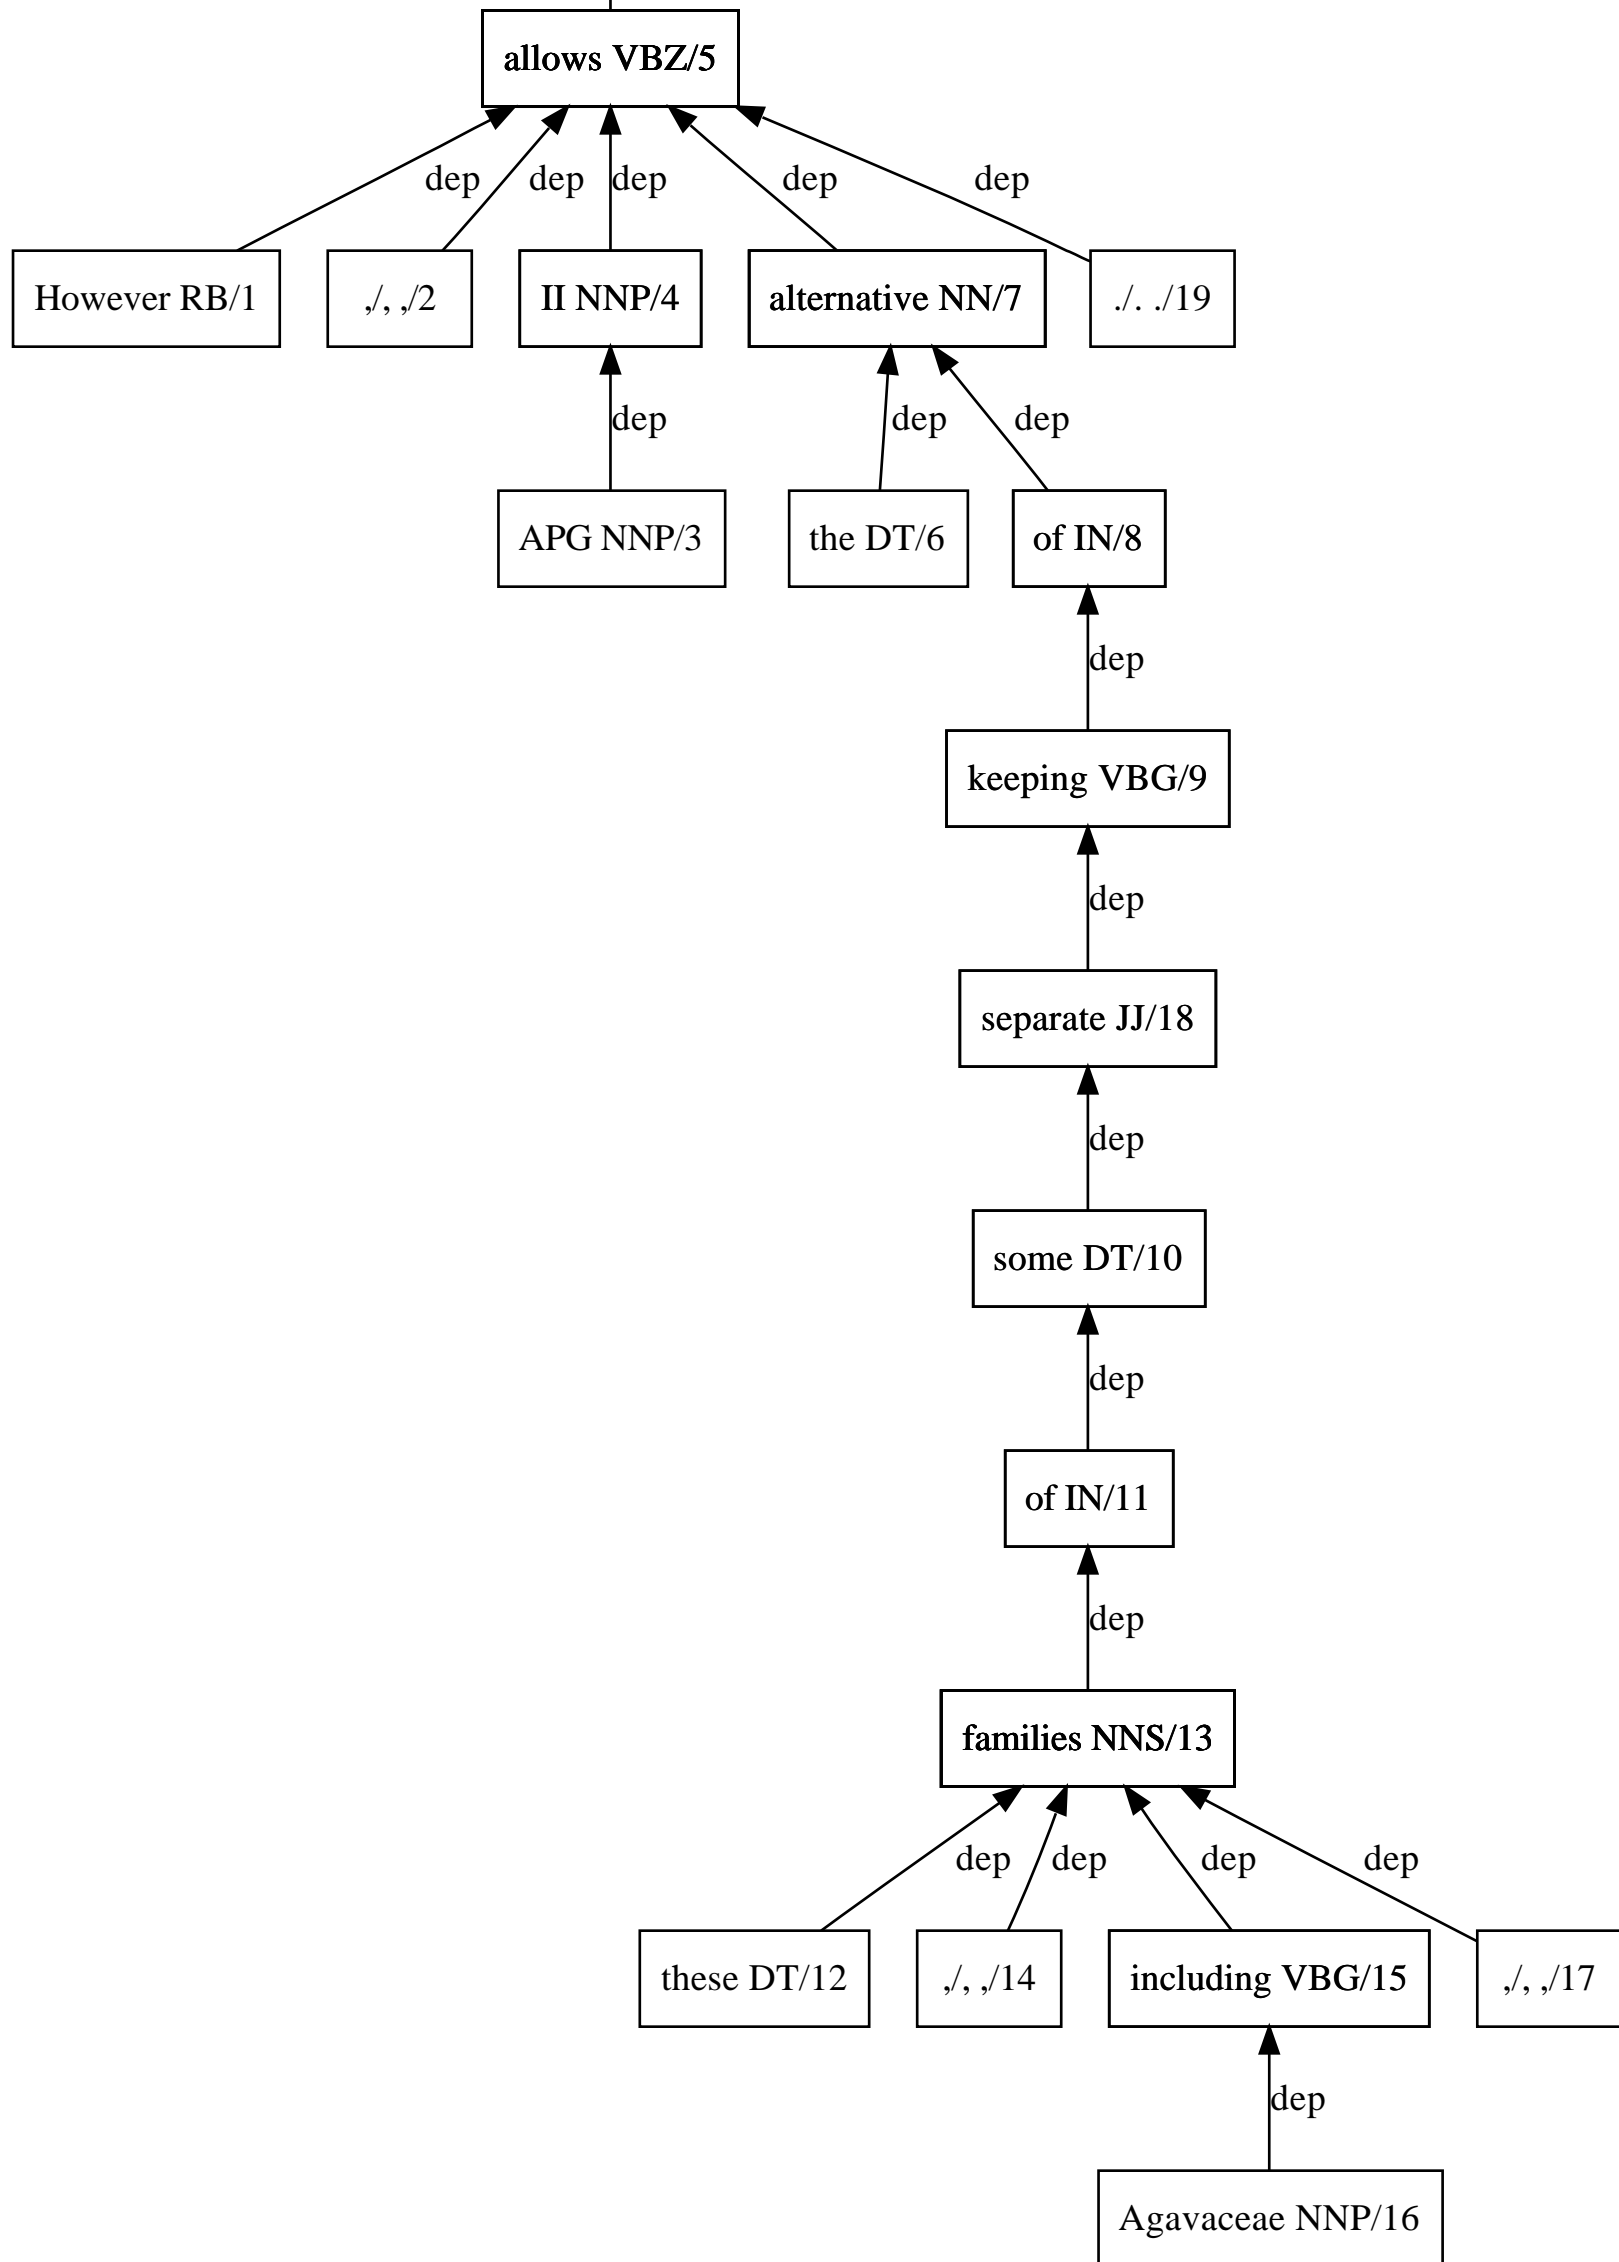 allows VBZ/5
dep dep dep dep dep
However RB/1 ,/, ,/2 II NNP/4 alternative NN/7 ./. ./19
dep dep dep
APG NNP/3 the DT/6 of IN/8
dep
keeping VBG/9
dep
separate JJ/18
dep
some DT/10
dep
of IN/11
dep
families NNS/13
dep dep dep dep
these DT/12 ,/, ,/14 including VBG/15 ,/, ,/17
dep
Agavaceae NNP/16